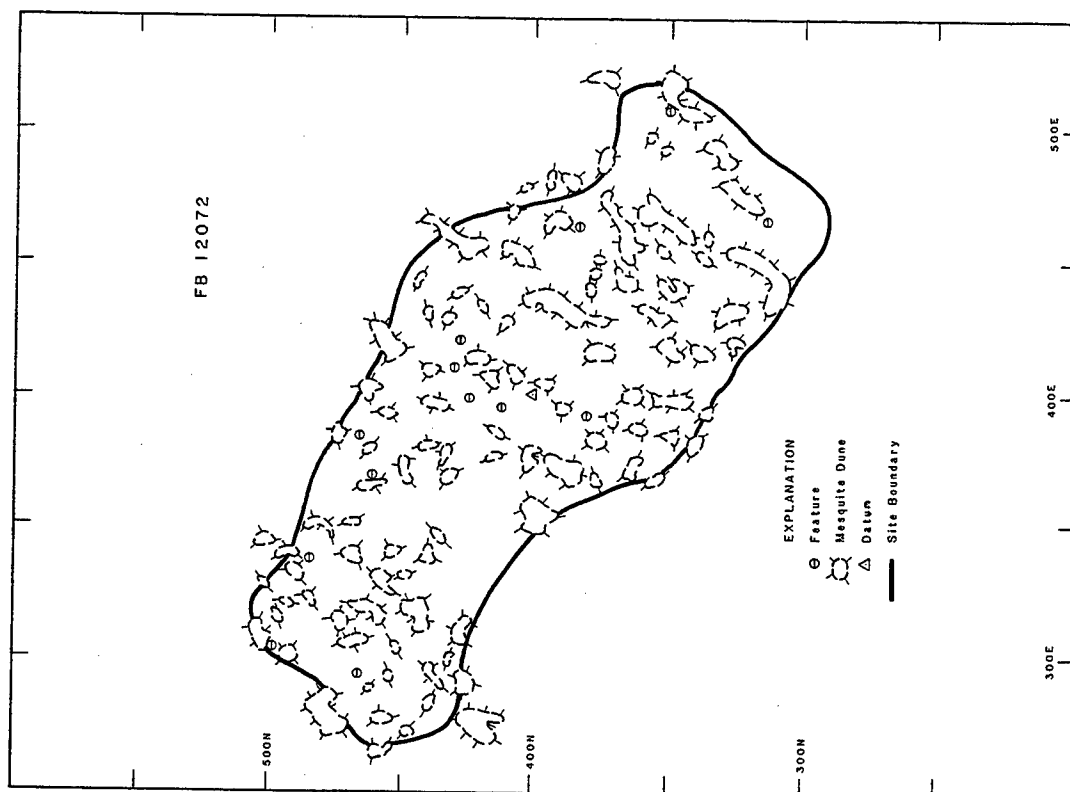 FB 12072
EXPLANATION
Feature
Mesquite Dune
Datum
Site Boundary
500N
400N
300N
300E
400E
500E